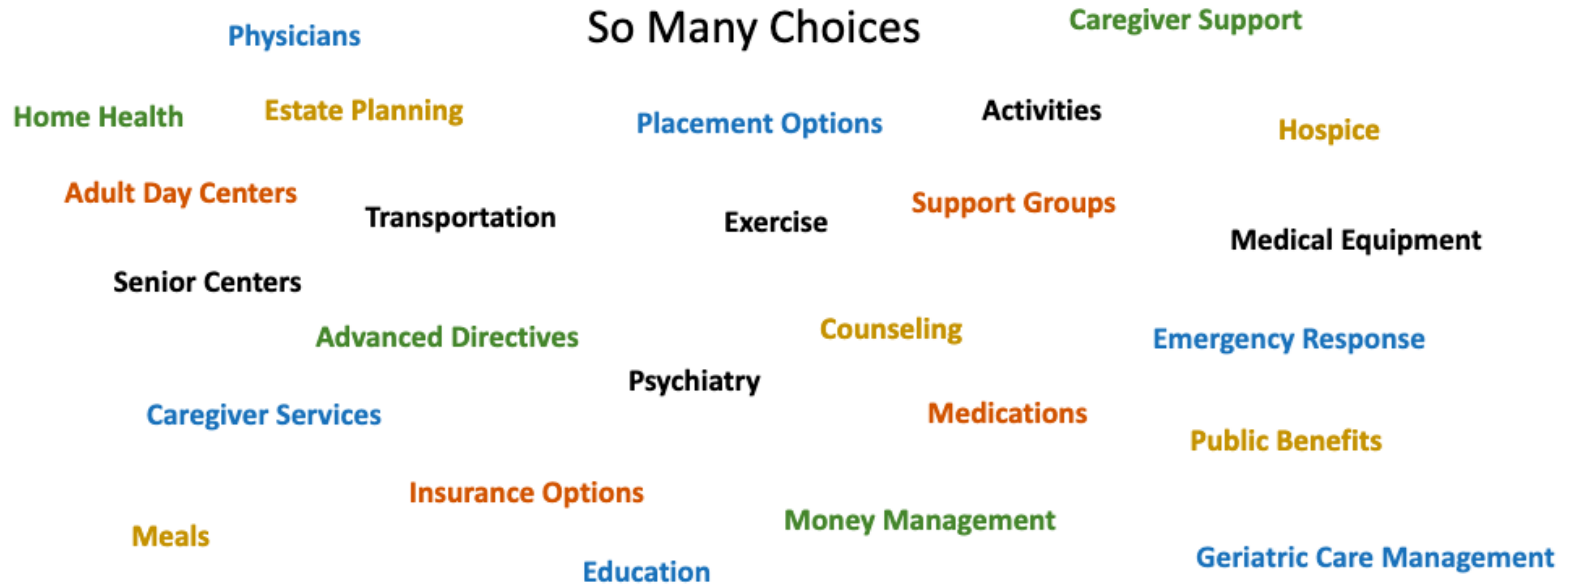 So Many Choices
Physicians
Caregiver Support
Home Health
Estate Planning
Placement Options
Activities
Hospice
Adult Day Centers
Transportation
Exercise
Support Groups
Medical Equipment
Senior Centers
Advanced Directives
Counseling
Emergency Response
Psychiatry
Caregiver Services
Medications
Public Benefits
Insurance Options
Money Management
Meals
Education
Geriatric Care Management